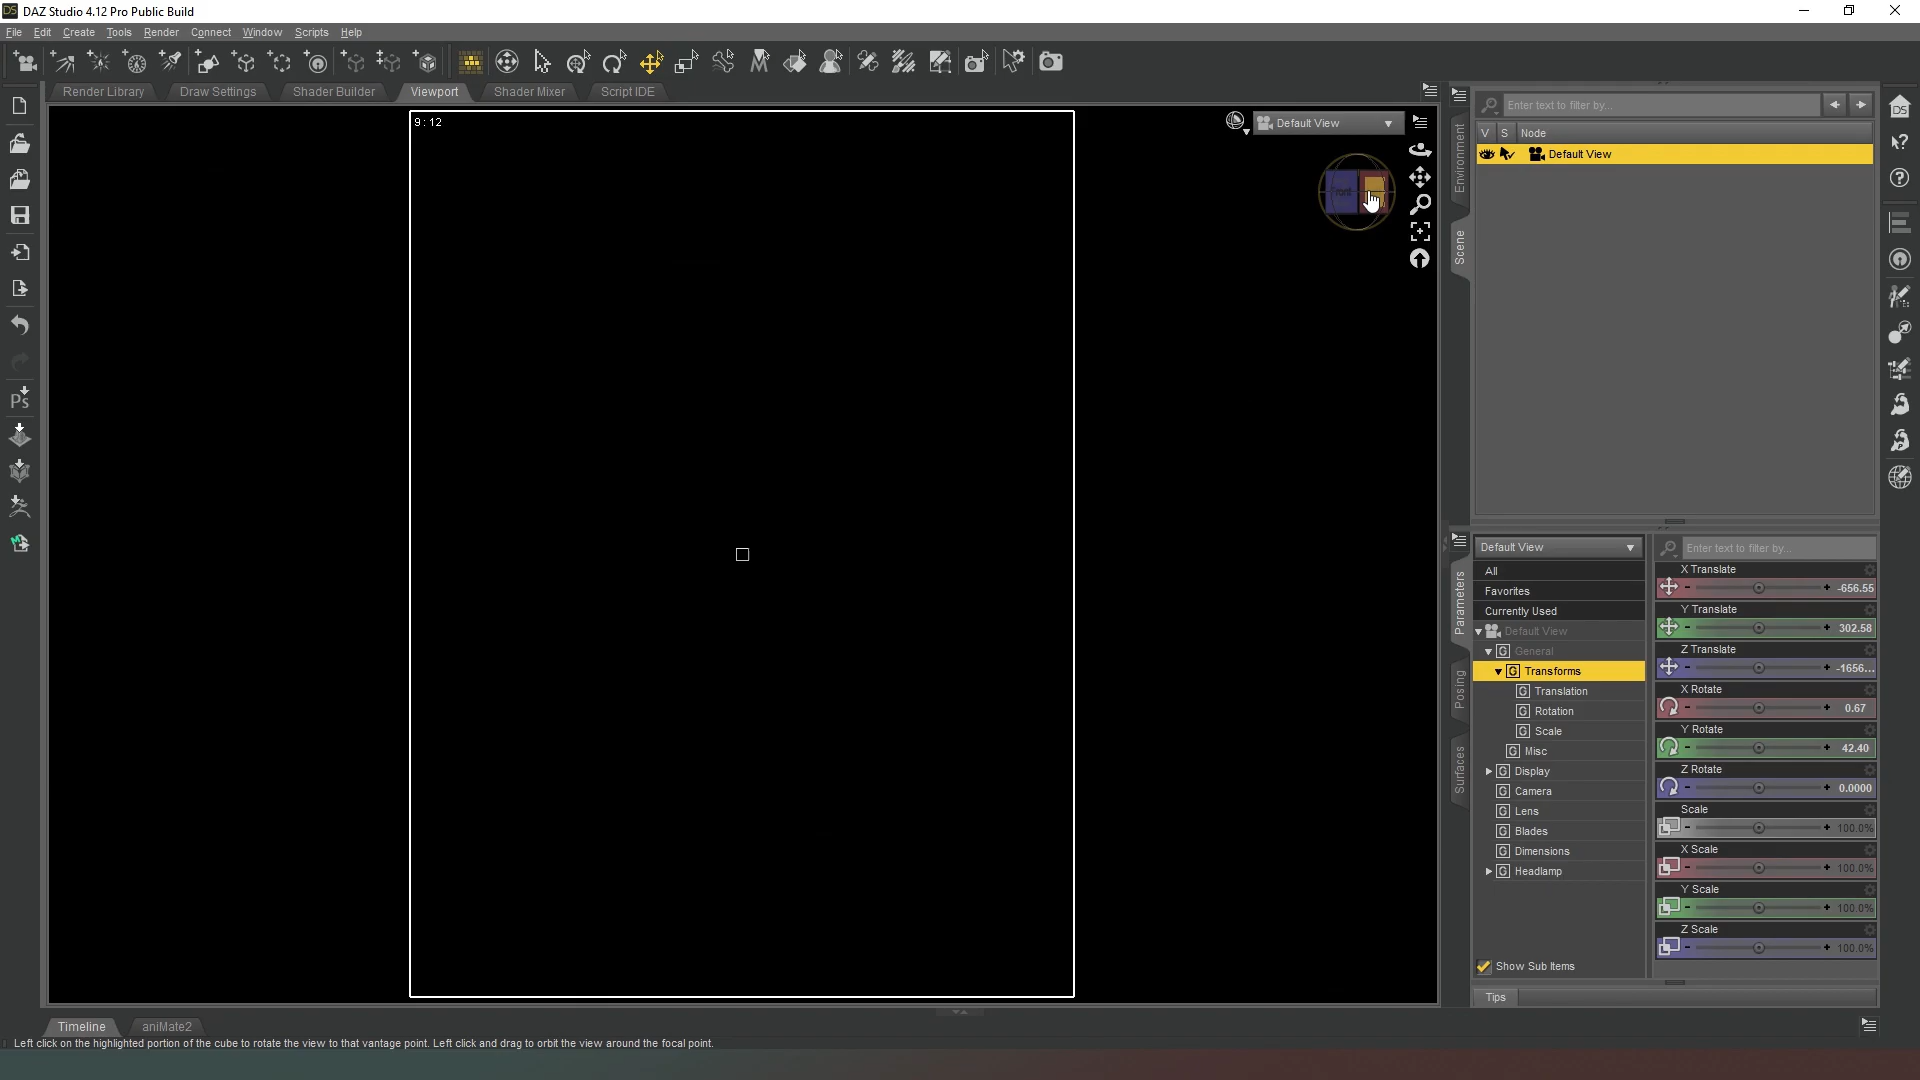 DAZ Studio 4.12 Pro Public Build
File Edit Create Tools Render Connect Window Scripts Help
Render Library Draw Settings Shader Builder Viewport Shader Mixer Script IDE
9 : 12
Default View
Front
Enter text to filter by...
V S Node
Default View
Environment
Scene
Default View
Enter text to filter by...
All
Favorites
Currently Used
Default View
General
Transforms
Translation
Rotation
Scale
Misc
Display
Camera
Lens
Blades
Dimensions
Headlamp
Show Sub Items
Parameters
Posing
Surfaces
X Translate
-656.55
Y Translate
302.58
Z Translate
-1656...
X Rotate
0.67
Y Rotate
42.40
Z Rotate
0.0000
Scale
100.0%
X Scale
100.0%
Y Scale
100.0%
Z Scale
100.0%
Tips
Timeline aniMate2
Left click on the highlighted portion of the cube to rotate the view to that vantage point. Left click and drag to orbit the view around the focal point.